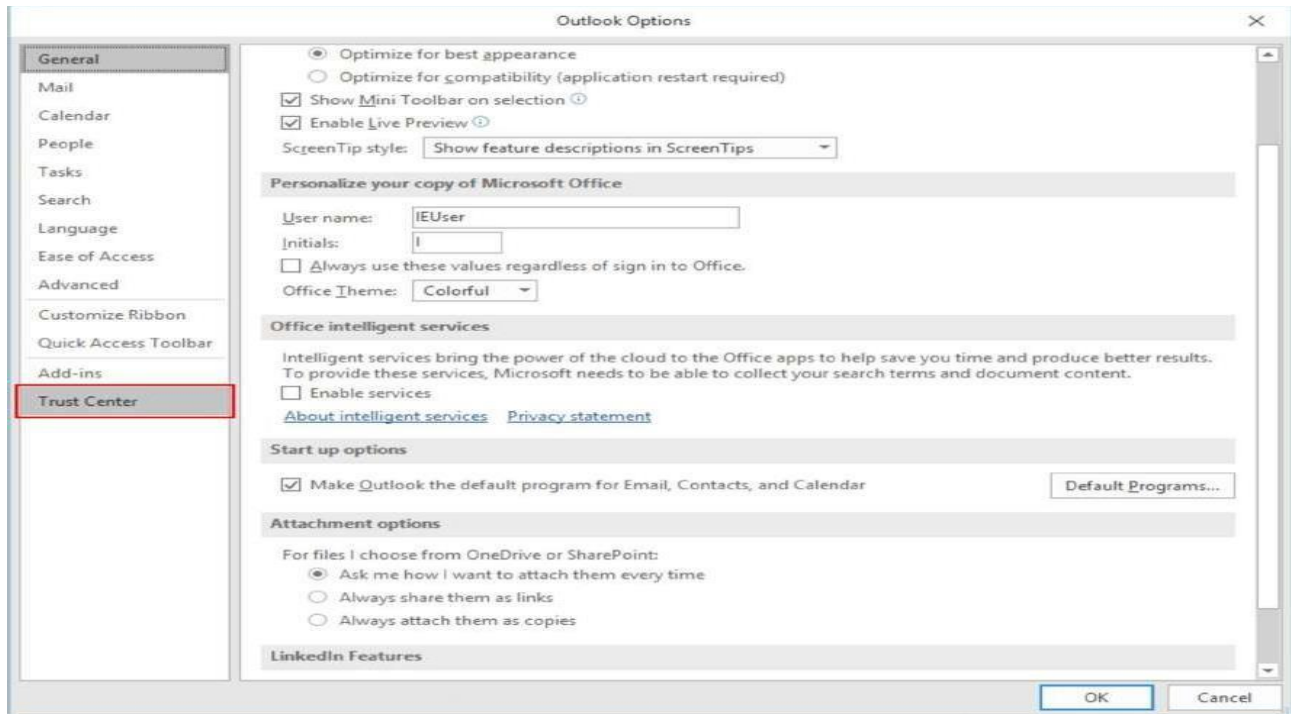 Outlook Options
General
Mail
Calendar
People
Tasks
Search
Language
Ease of Access
Advanced
Customize Ribbon
Quick Access Toolbar
Add-ins
Trust Center
Optimize for best appearance
Optimize for compatibility (application restart required)
Show Mini Toolbar on selection
Enable Live Preview
ScreenTip style: Show feature descriptions in ScreenTips
Personalize your copy of Microsoft Office
User name: IEUser
Initials: I
Always use these values regardless of sign in to Office.
Office Theme: Colorful
Office intelligent services
Intelligent services bring the power of the cloud to the Office apps to help save you time and produce better results.
To provide these services, Microsoft needs to be able to collect your search terms and document content.
Enable services
About intelligent services Privacy statement
Start up options
Make Outlook the default program for Email, Contacts, and Calendar Default Programs...
Attachment options
For files I choose from OneDrive or SharePoint:
Ask me how I want to attach them every time
Always share them as links
Always attach them as copies
LinkedIn Features
OK Cancel